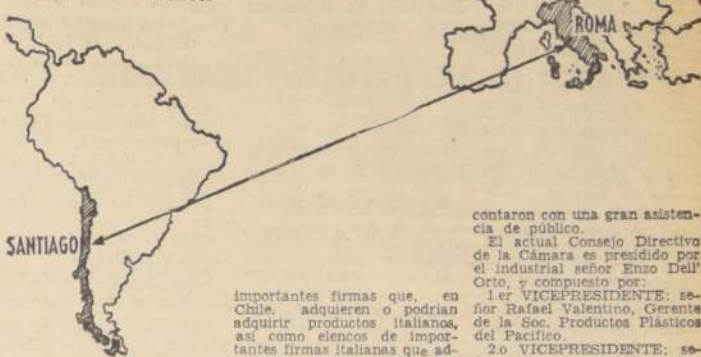 ROMA
SANTIAGO
importantes firmas que, en
Chile, adquieren o podrían
adquirir productos italianos,
así como elencos de impor-
tantes firmas italianas que ad-
contaron con una gran asisten-
cia de público.
El actual Consejo Directivo
de la Cámara es presidido por
el industrial señor Enzo Dell'
Orto, y compuesto por:
1.er VICEPRESIDENTE: se-
ñor Rafael Valentino, Gerente
de la Soc. Productos Plásticos
del Pacífico.
2.o VICEPRESIDENTE; se-